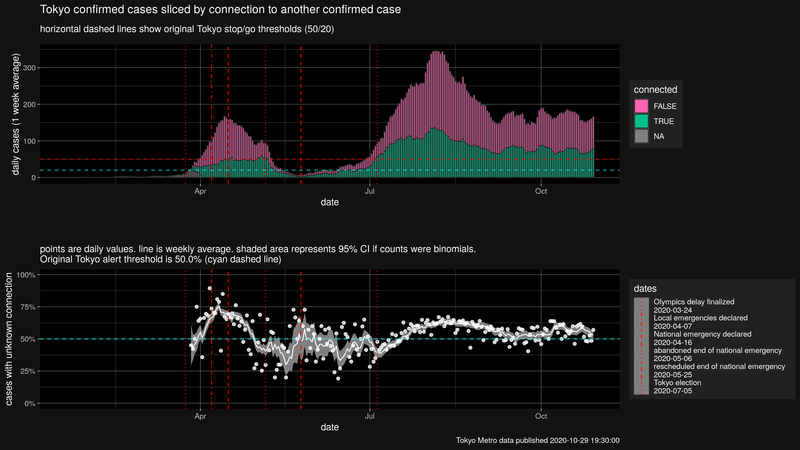 Tokyo confirmed cases sliced by connection to another confirmed case
horizontal dashed lines show original Tokyo stop/go thresholds (50/20)
daily cases (1 week average)
300
200
100
0
Apr
Jul
Oct
date
connected
FALSE
TRUE
NA
points are daily values. line is weekly average. shaded area represents 95% CI if counts were binomials.
Original Tokyo alert threshold is 50.0% (cyan dashed line)
cases with unknown connection
100%
75%
50%
25%
0%
Apr
Jul
Oct
date
dates
Olympics delay finalized
2020-03-24
Local emergencies declared
2020-04-07
National emergency declared
2020-04-16
abandoned end of national emergency
2020-05-06
rescheduled end of national emergency
2020-05-25
Tokyo election
2020-07-05
Tokyo Metro data published 2020-10-29 19:30:00